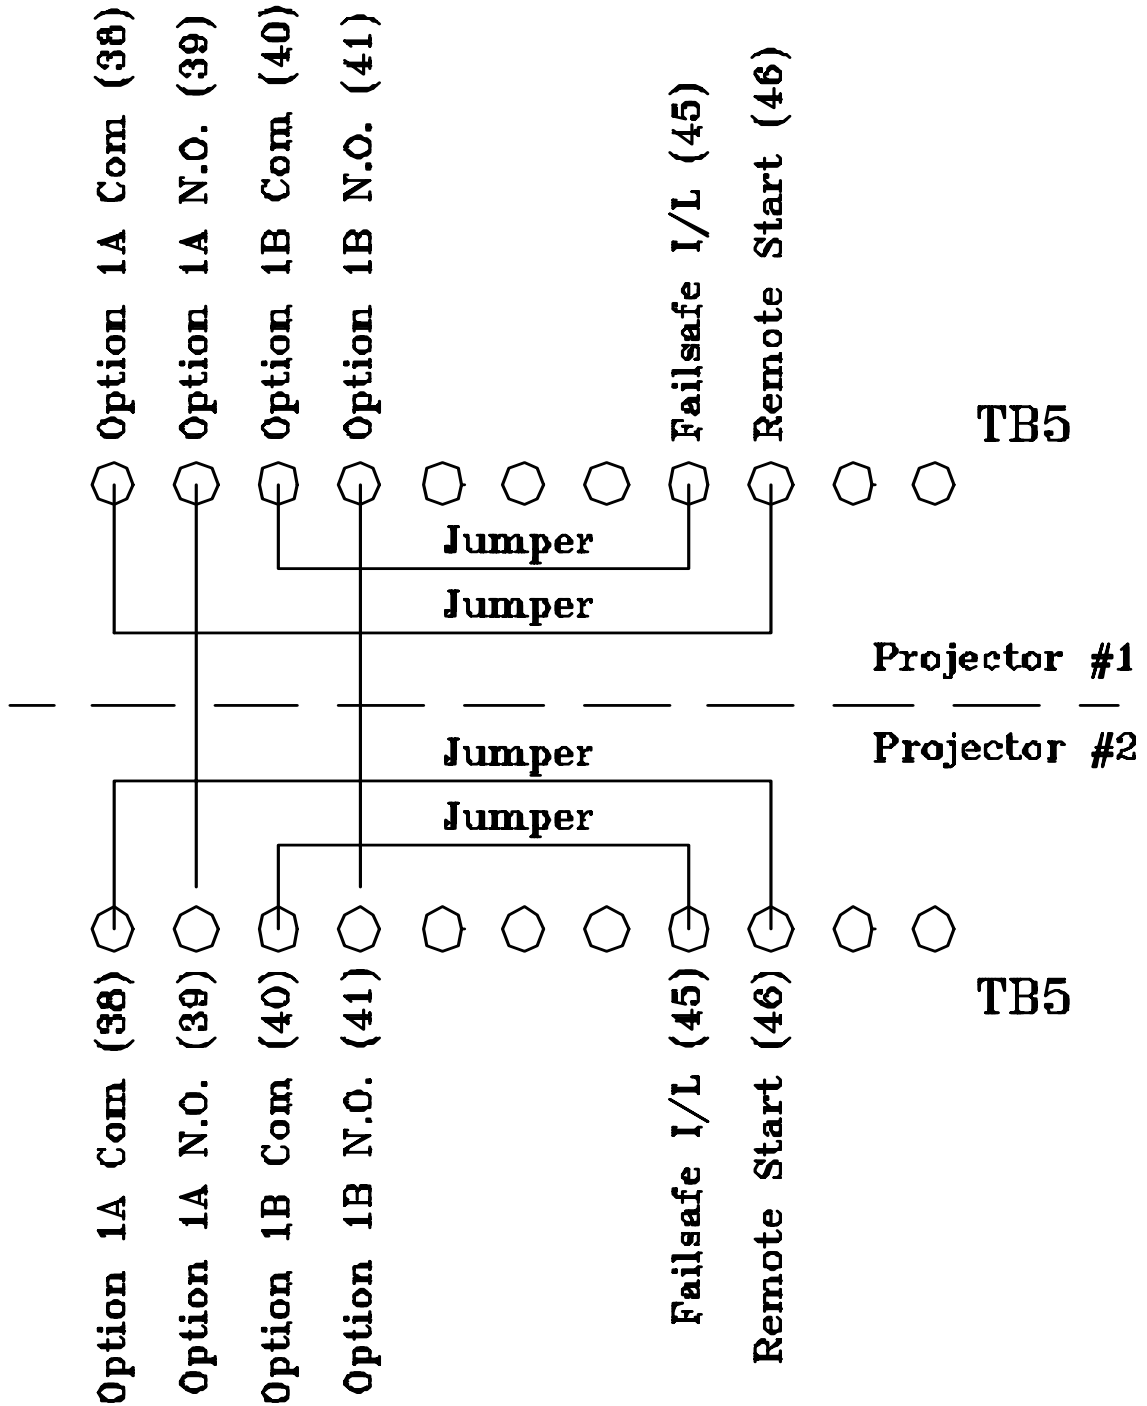 Option 1A Com (38)
Option 1A N.O. (39)
Option 1B Com (40)
Option 1B N.O. (41)
Failsafe I/L (45)
Remote Start (46)
TB5
Jumper
Jumper
Projector #1
Projector #2
Jumper
Jumper
TB5
Option 1A Com (38)
Option 1A N.O. (39)
Option 1B Com (40)
Option 1B N.O. (41)
Failsafe I/L (45)
Remote Start (46)